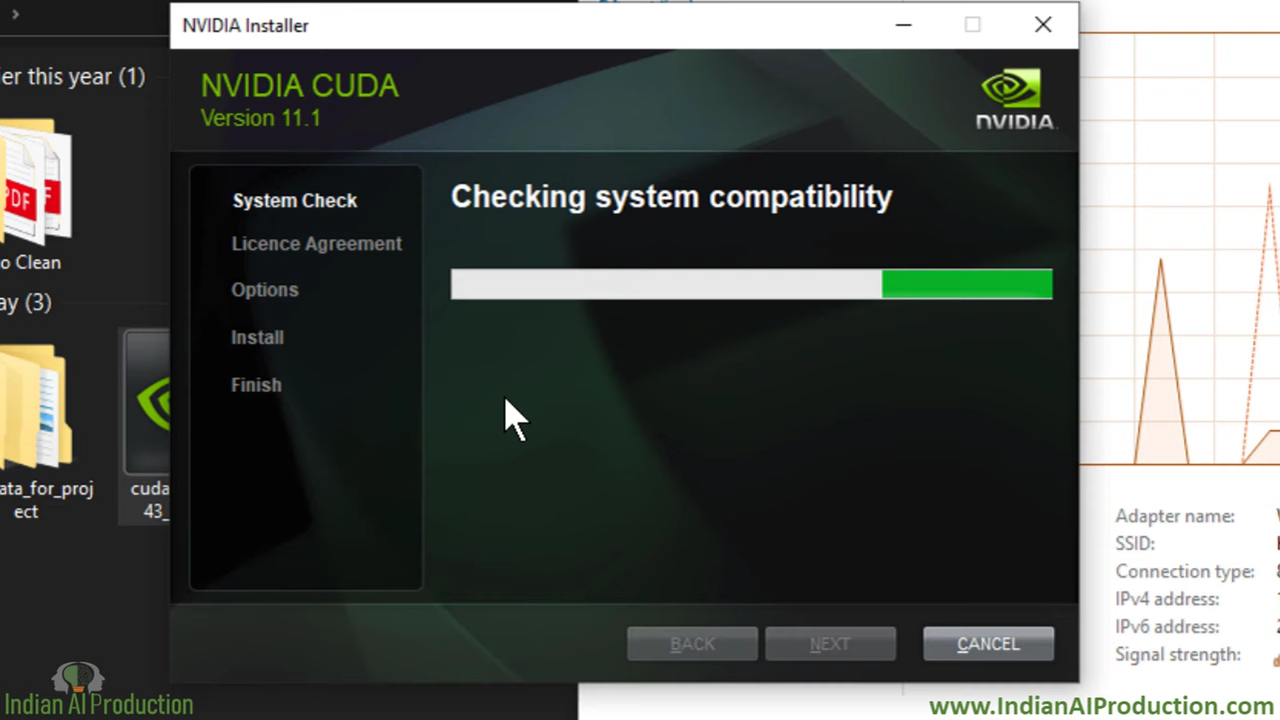 NVIDIA Installer
NVIDIA CUDA
Version 11.1
NVIDIA.
System Check
Licence Agreement
Options
Install
Finish
Checking system compatibility
BACK
NEXT
CANCEL
er this year (1)
PDF
o Clean
ay (3)
ata_for_proj
ect
cuda
43_
Adapter name:
SSID:
Connection type:
IPv4 address:
IPv6 address:
Signal strength:
Indian AI Production
www.IndianAIProduction.com